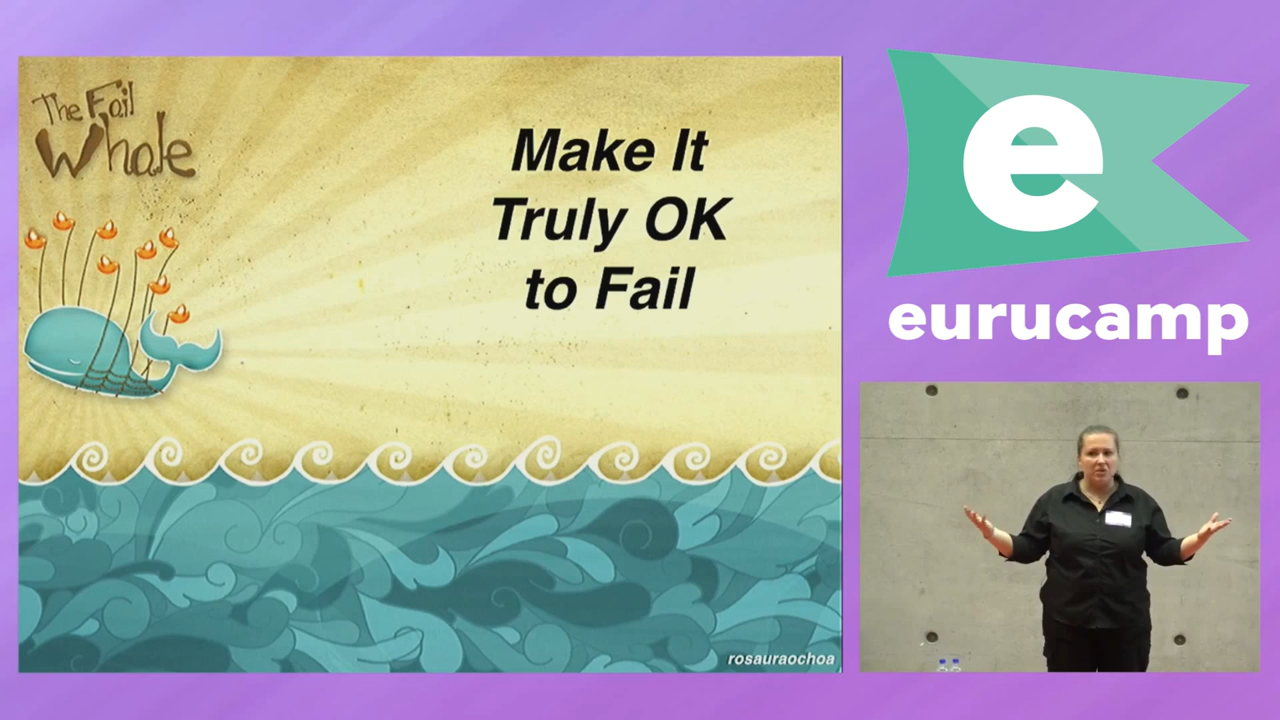 The Fail
Whale
Make It
Truly OK
to Fail
rosauraochoa
e
eurucamp